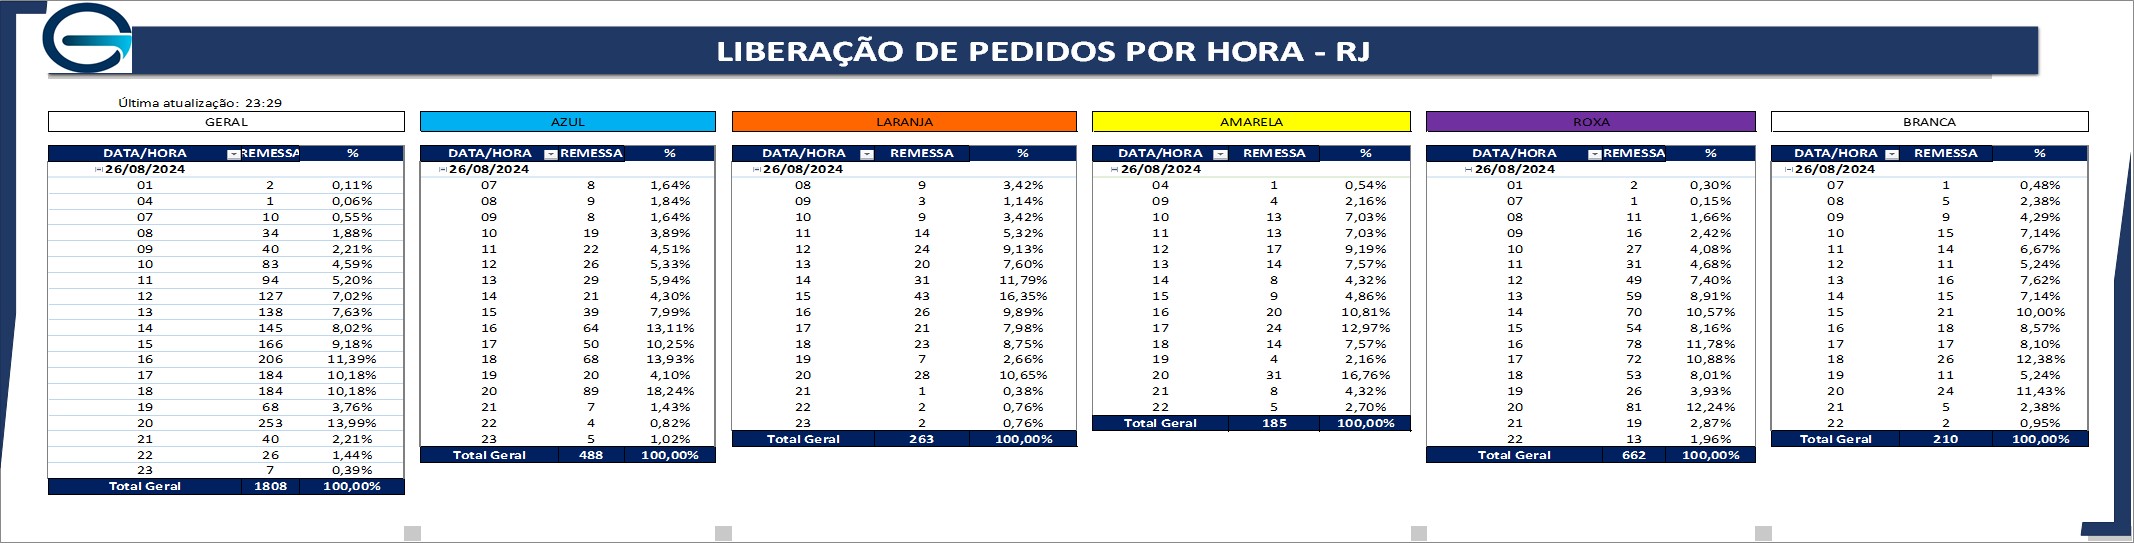 LIBERAÇÃO DE PEDIDOS POR HORA - RJ
Última atualização: 23:29
GERAL
DATA/HORA REMESSA %
26/08/2024
01 2 0,11%
04 1 0,06%
07 10 0,55%
08 34 1,88%
09 40 2,21%
10 83 4,59%
11 94 5,20%
12 127 7,02%
13 138 7,63%
14 145 8,02%
15 166 9,18%
16 206 11,39%
17 184 10,18%
18 184 10,18%
19 68 3,76%
20 253 13,99%
21 40 2,21%
22 26 1,44%
23 7 0,39%
Total Geral 1808 100,00%
AZUL
DATA/HORA REMESSA %
26/08/2024
07 8 1,64%
08 9 1,84%
09 8 1,64%
10 19 3,89%
11 22 4,51%
12 26 5,33%
13 29 5,94%
14 21 4,30%
15 39 7,99%
16 64 13,11%
17 50 10,25%
18 68 13,93%
19 20 4,10%
20 89 18,24%
21 7 1,43%
22 4 0,82%
23 5 1,02%
Total Geral 488 100,00%
LARANJA
DATA/HORA REMESSA %
26/08/2024
08 9 3,42%
09 3 1,14%
10 9 3,42%
11 14 5,32%
12 24 9,13%
13 20 7,60%
14 31 11,79%
15 43 16,35%
16 26 9,89%
17 21 7,98%
18 23 8,75%
19 7 2,66%
20 28 10,65%
21 1 0,38%
22 2 0,76%
23 2 0,76%
Total Geral 263 100,00%
AMARELA
DATA/HORA REMESSA %
26/08/2024
04 1 0,54%
09 4 2,16%
10 13 7,03%
11 13 7,03%
12 17 9,19%
13 14 7,57%
14 8 4,32%
15 9 4,86%
16 20 10,81%
17 24 12,97%
18 14 7,57%
19 4 2,16%
20 31 16,76%
21 8 4,32%
22 5 2,70%
Total Geral 185 100,00%
ROXA
DATA/HORA REMESSA %
26/08/2024
01 2 0,30%
07 1 0,15%
08 11 1,66%
09 16 2,42%
10 27 4,08%
11 31 4,68%
12 49 7,40%
13 59 8,91%
14 70 10,57%
15 54 8,16%
16 78 11,78%
17 72 10,88%
18 53 8,01%
19 26 3,93%
20 81 12,24%
21 19 2,87%
22 13 1,96%
Total Geral 662 100,00%
BRANCA
DATA/HORA REMESSA %
26/08/2024
07 1 0,48%
08 5 2,38%
09 9 4,29%
10 15 7,14%
11 14 6,67%
12 11 5,24%
13 16 7,62%
14 15 7,14%
15 21 10,00%
16 18 8,57%
17 17 8,10%
18 26 12,38%
19 11 5,24%
20 24 11,43%
21 5 2,38%
22 2 0,95%
Total Geral 210 100,00%